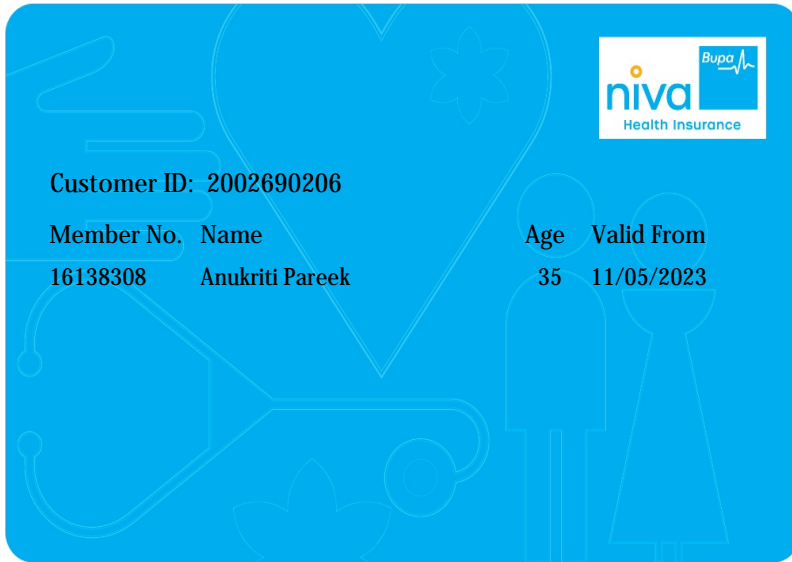 Bupa
niva
Health Insurance
Customer ID: 2002690206
Member No. Name Age Valid From
16138308 Anukriti Pareek 35 11/05/2023